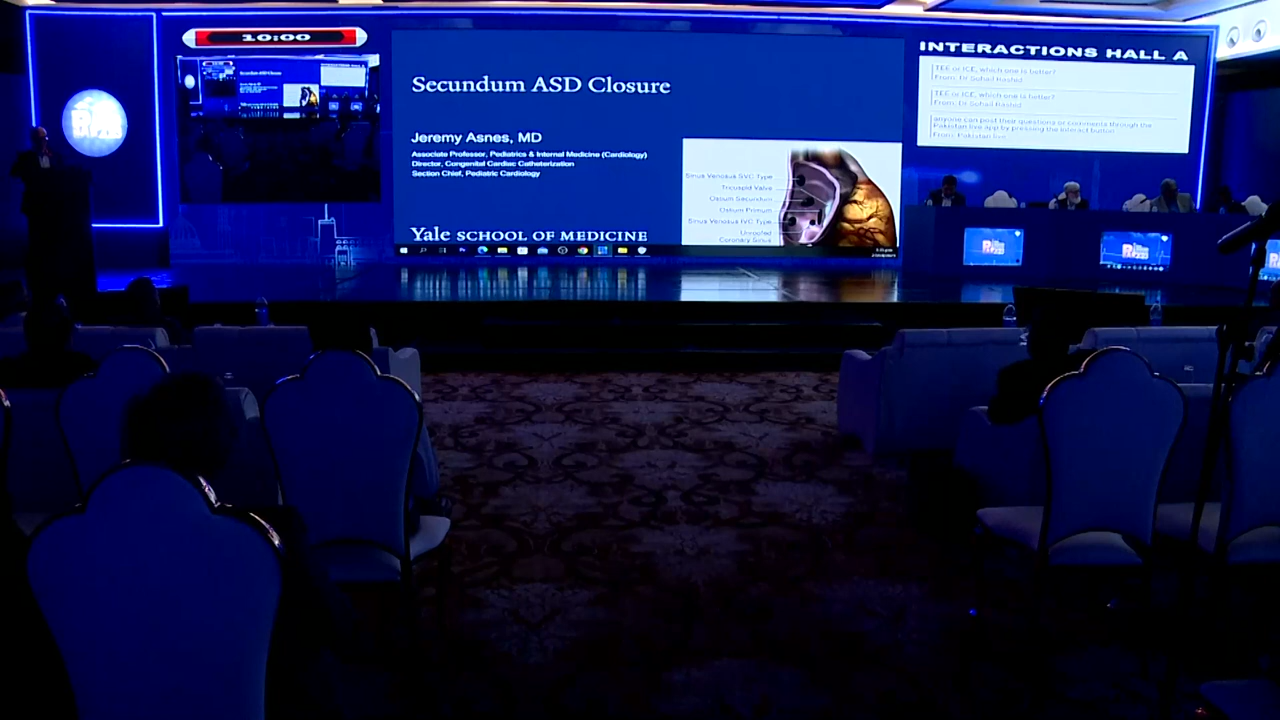 10:00
Secundum ASD Closure
Jeremy Asnes, MD
Associate Professor, Pediatrics & Internal Medicine (Cardiology)
Director, Congenital Cardiac Catheterization
Section Chief, Pediatric Cardiology
Yale SCHOOL OF MEDICINE
Sinus Venosus SVC Type
Tricuspid Valve
Ostium Secundum
Ostium Primum
Sinus Venosus IVC Type
Unroofed
Coronary Sinus
INTERACTIONS HALL A
TEE or ICE, which one is better?
From: Dr Sohail Rashid
TEE or ICE, which one is better?
From: Dr Sohail Rashid
anyone can post their questions or comments through the
Pakistan live app by pressing the interact button
From: Pakistan live